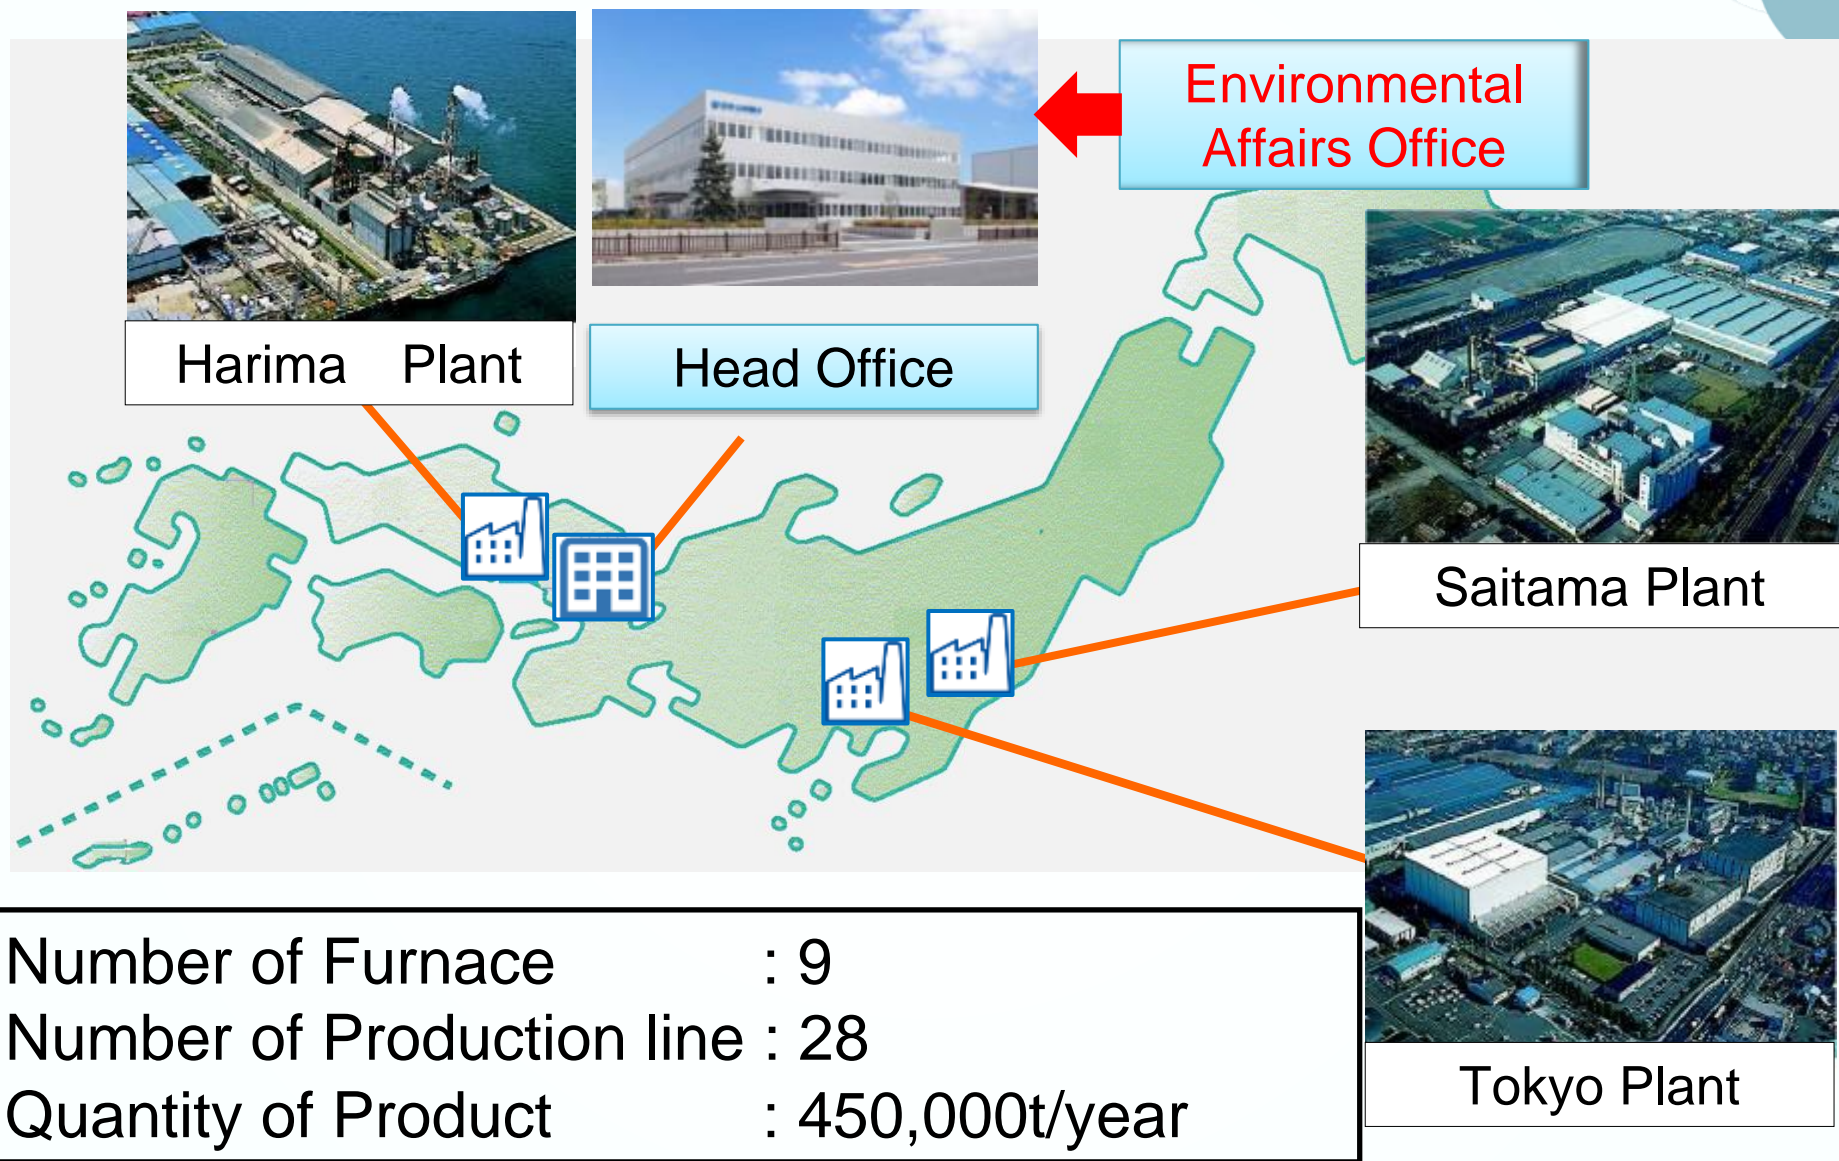 Environmental
Affairs Office
Harima Plant
Head Office
Saitama Plant
Tokyo Plant
Number of Furnace : 9
Number of Production line : 28
Quantity of Product : 450,000t/year